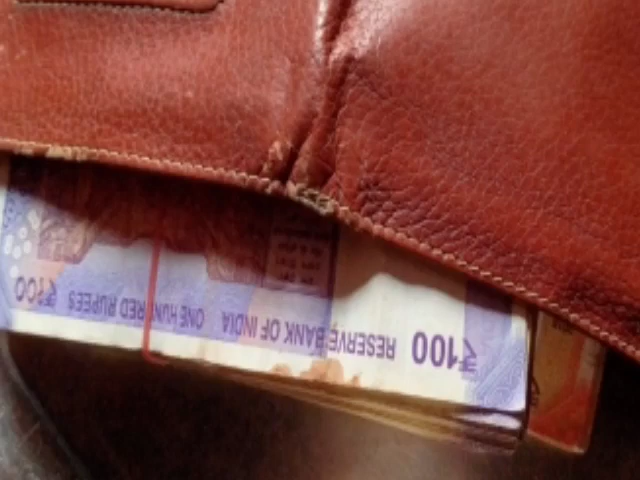 ₹100 RESERVE BANK OF INDIA ONE HUNDRED RUPEES ₹100